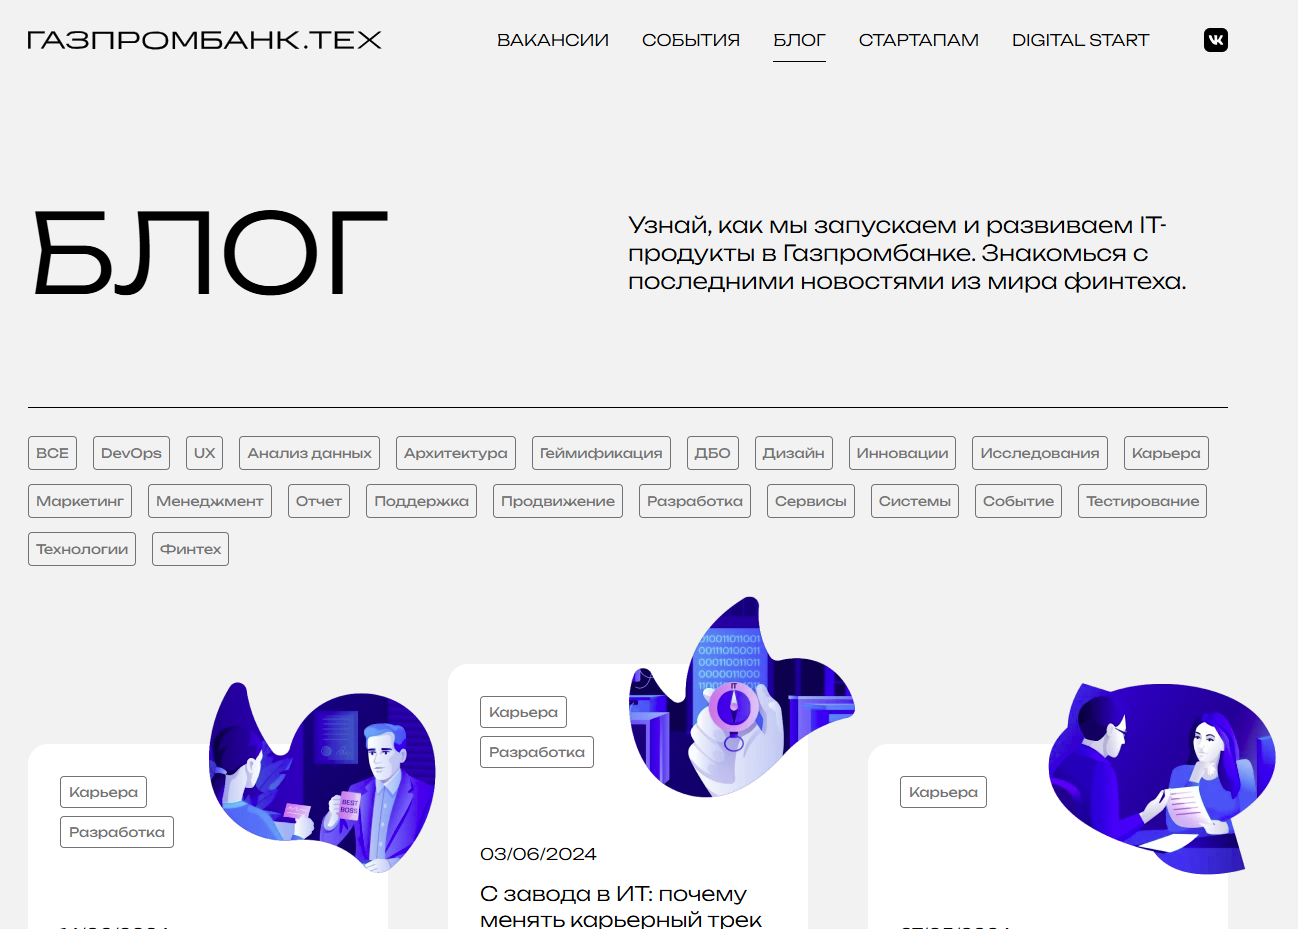 ГАЗПРОМБАНК.ТЕХ
ВАКАНСИИ СОБЫТИЯ БЛОГ СТАРТАПАМ DIGITAL START
БЛОГ
Узнай, как мы запускаем и развиваем IT-
продукты в Газпромбанке. Знакомься с
последними новостями из мира финтеха.
ВСЕ DevOps UX Анализ данных Архитектура Геймификация ДБО Дизайн Инновации Исследования Карьера
Маркетинг Менеджмент Отчет Поддержка Продвижение Разработка Сервисы Системы Событие Тестирование
Технологии Финтех
Карьера
Разработка
BEST
BOSS
Карьера
Разработка
IT
03/06/2024
С завода в ИТ: почему
менять карьерный трек
Карьера